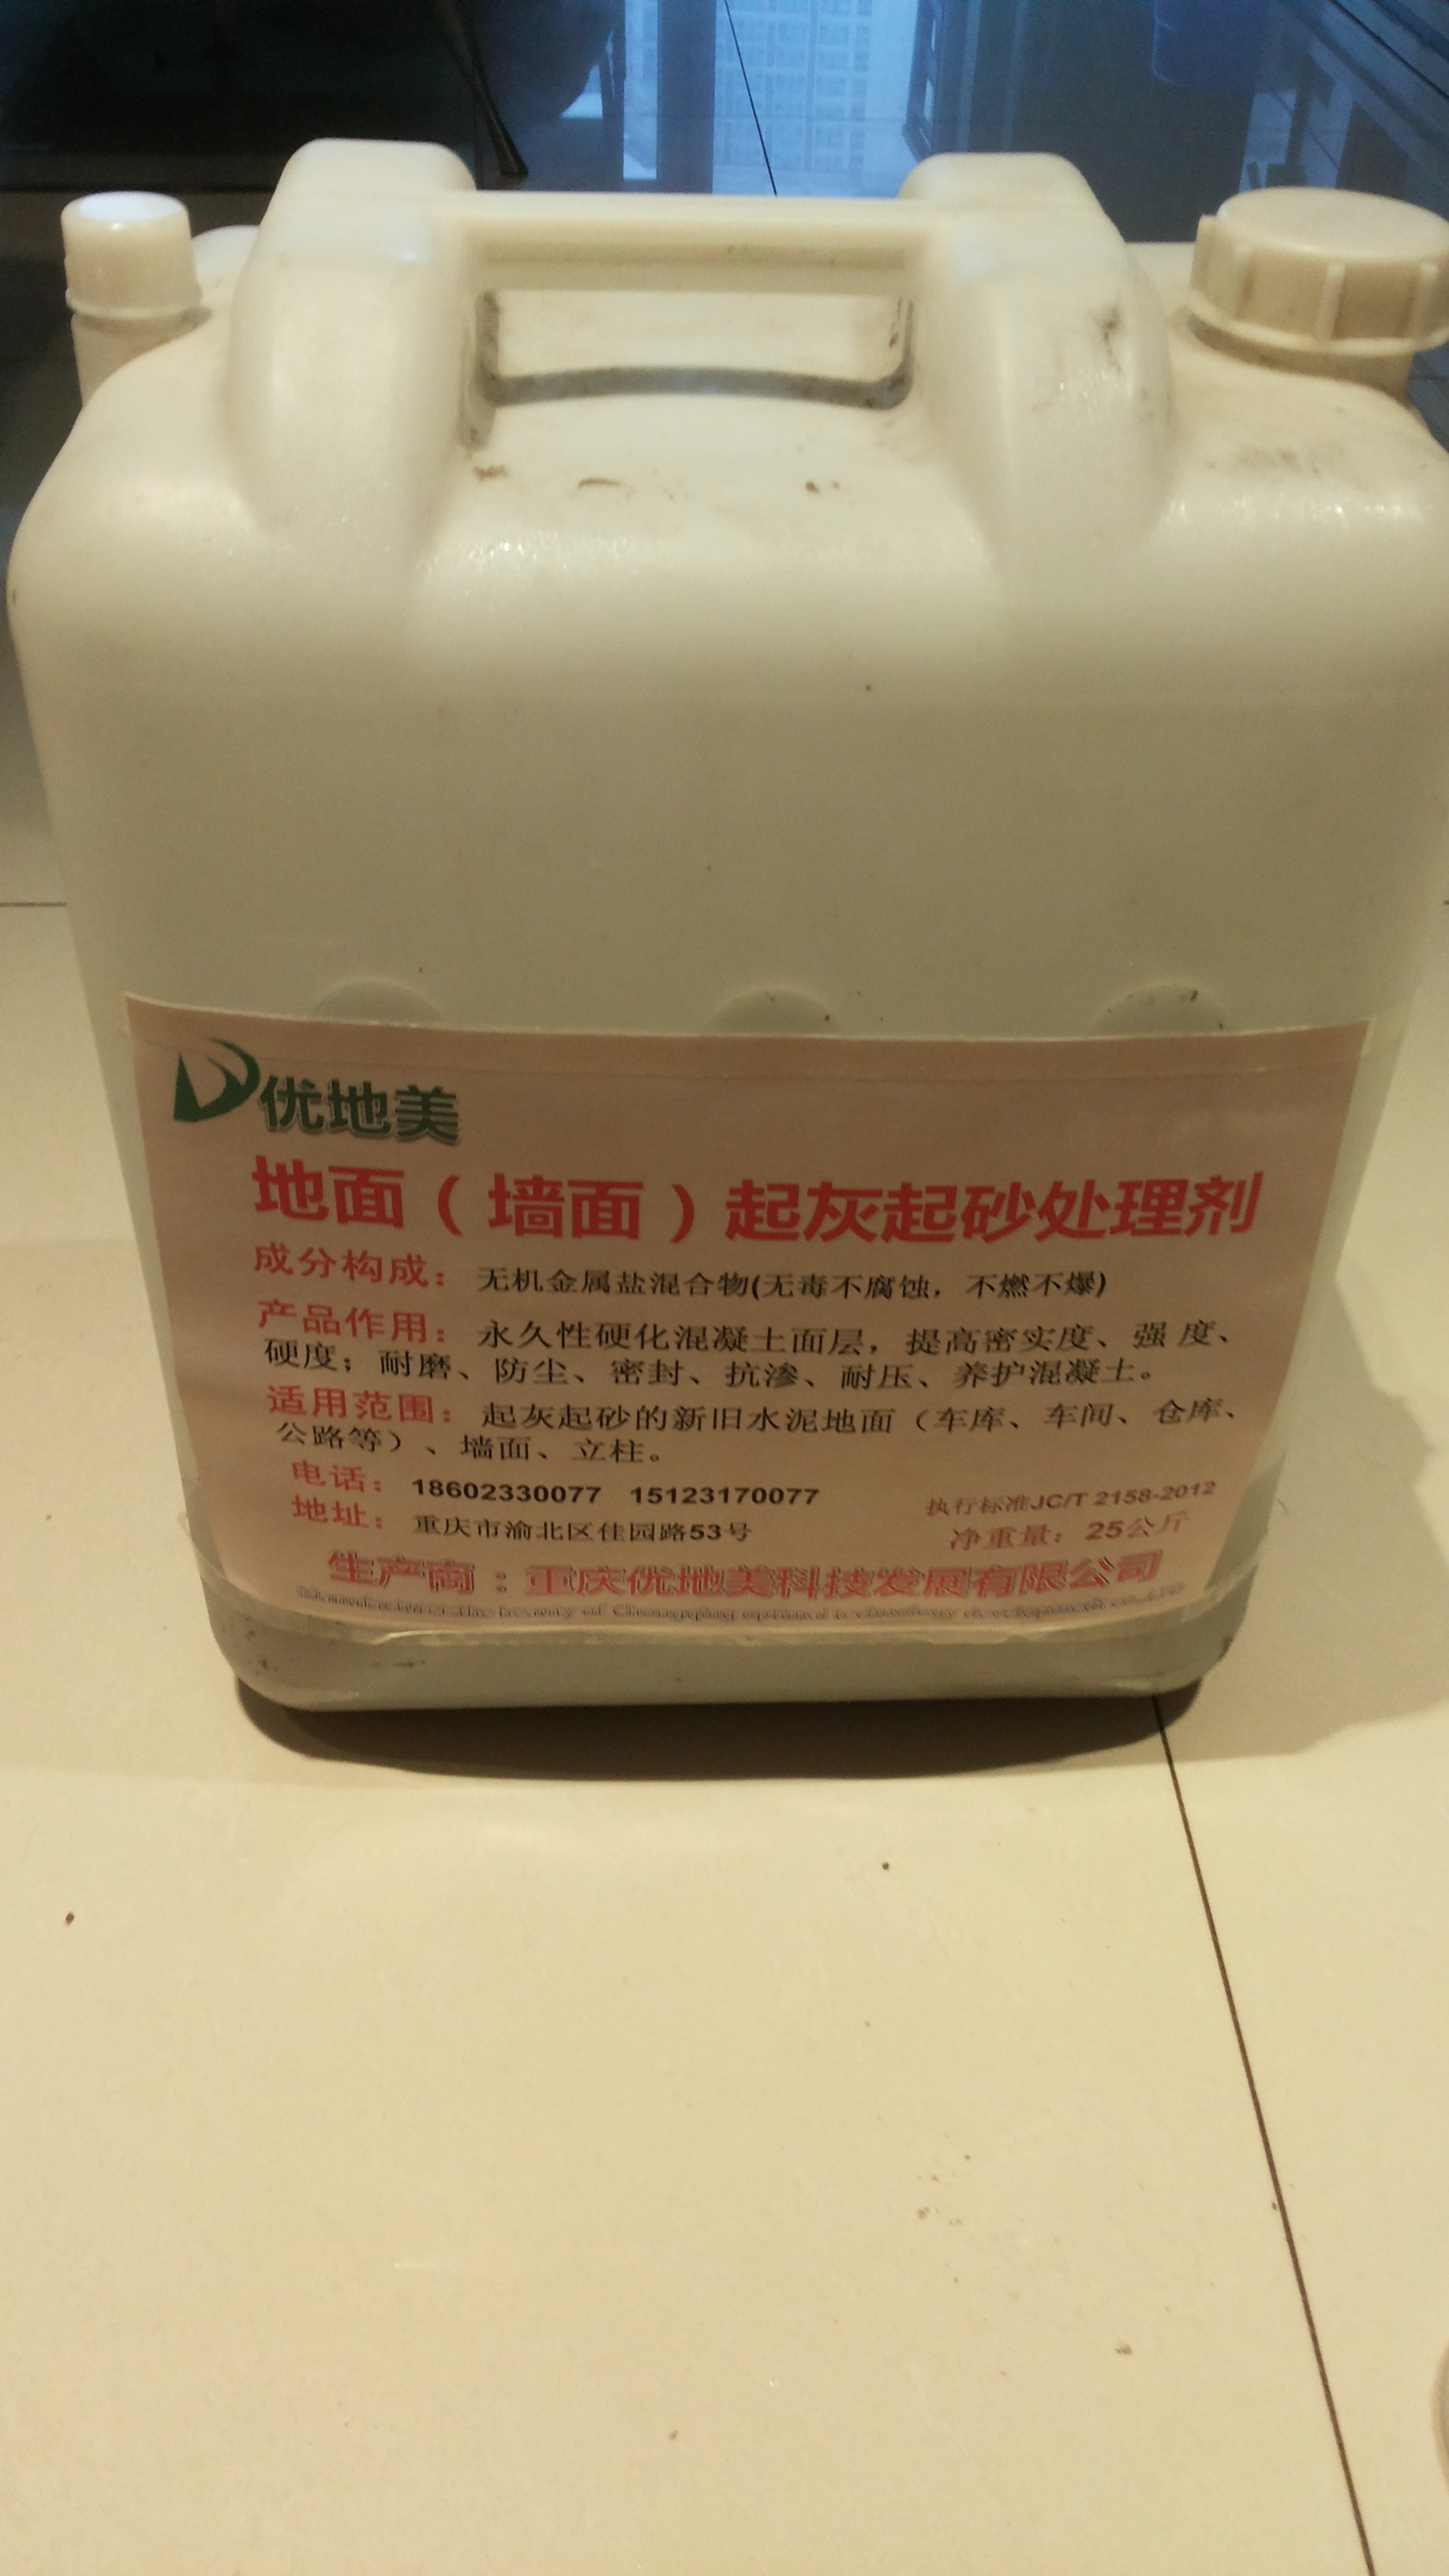 优地美
地面（墙面）起灰起砂处理剂
成分构成：无机金属盐混合物(无毒不腐蚀，不燃不爆)
产品作用：永久性硬化混凝土面层，提高密实度、强度、
硬度；耐磨、防尘、密封、抗渗、耐压、养护混凝土。
适用范围：起灰起砂的新旧水泥地面（车库、车间、仓库、
公路等）、墙面、立柱。
电话：18602330077 15123170077
执行标准JC/T 2158-2012
地址：重庆市渝北区佳园路53号
净重量：25公斤
生产商：重庆优地美科技发展有限公司
of Chongqing